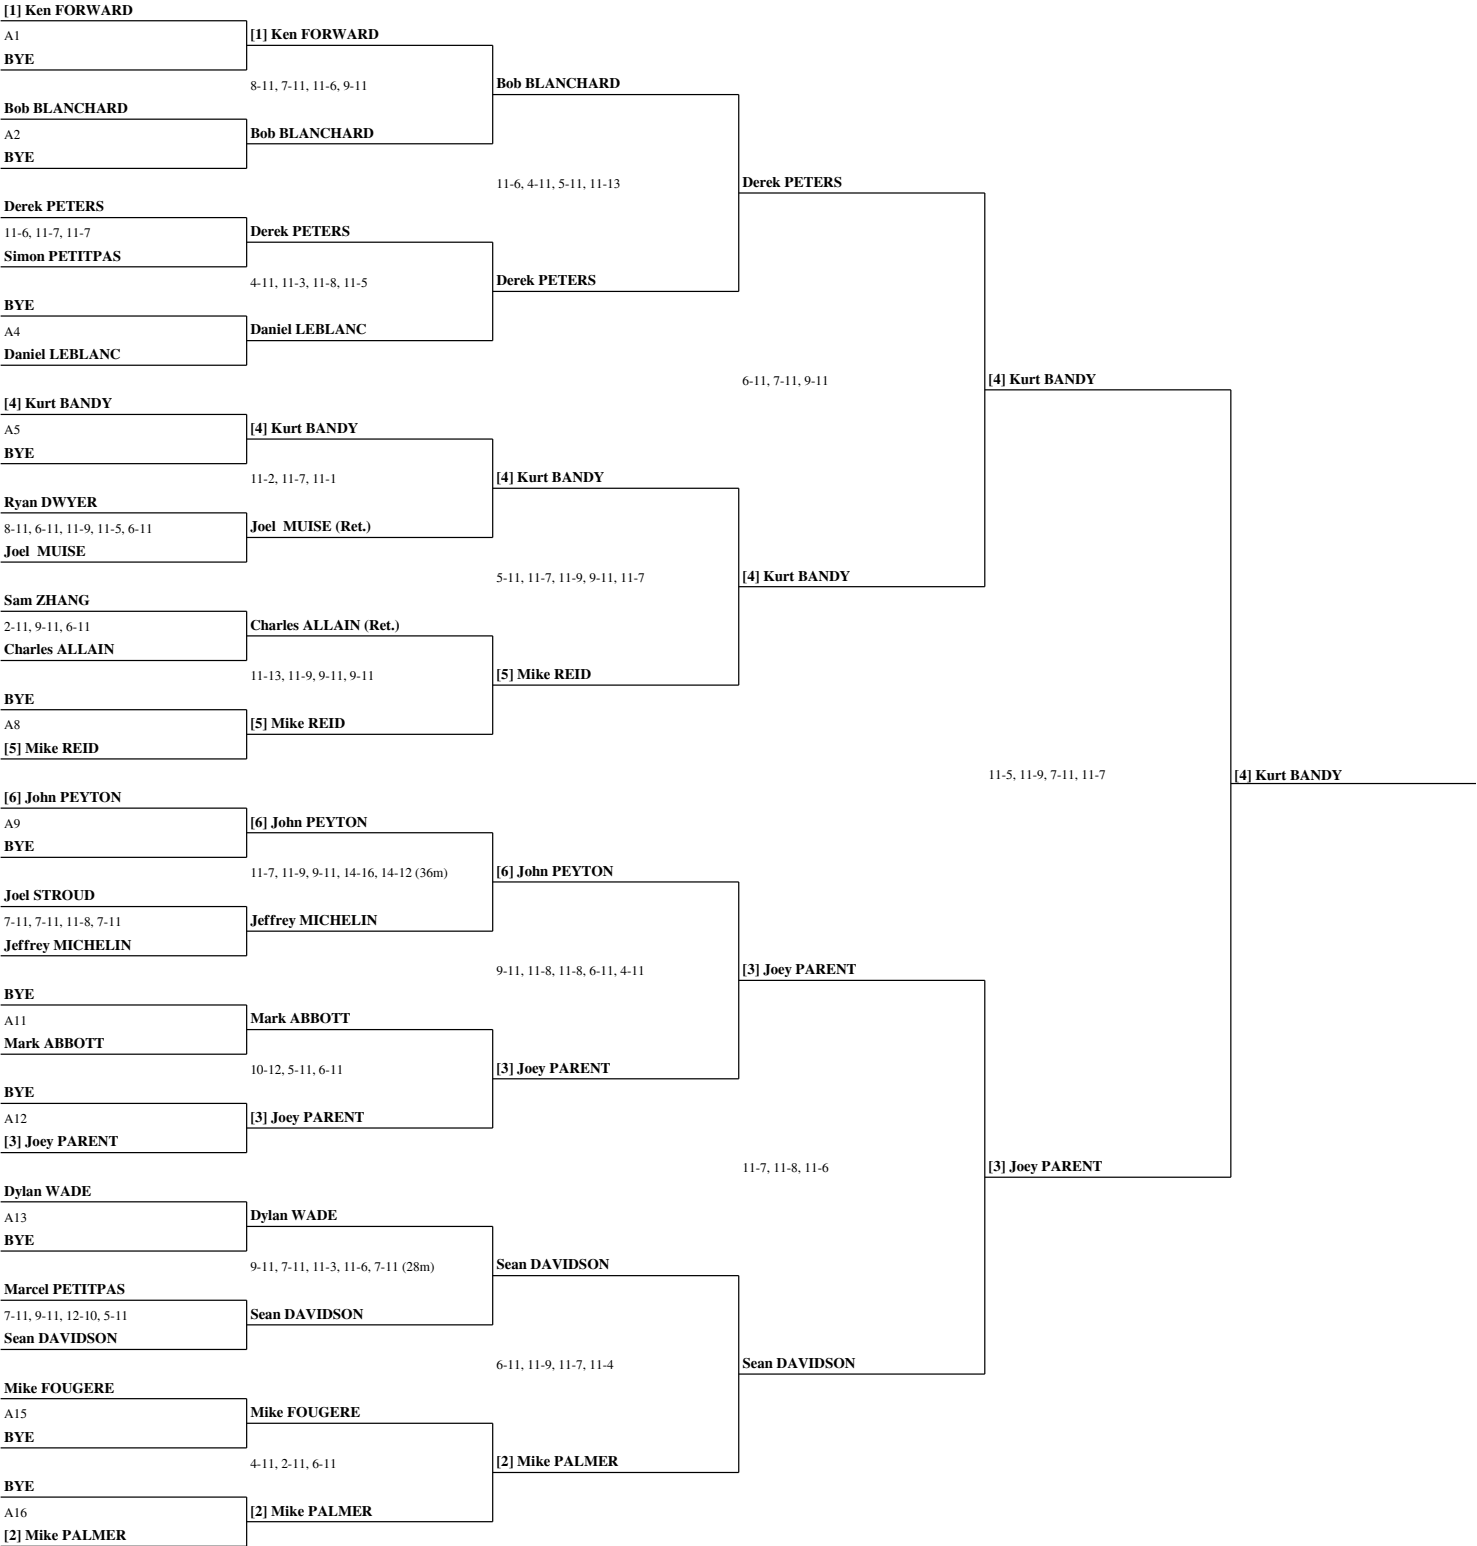 [1] Ken FORWARD
A1
BYE
Bob BLANCHARD
A2
BYE
Derek PETERS
11-6, 11-7, 11-7
Simon PETITPAS
BYE
A4
Daniel LEBLANC
[4] Kurt BANDY
A5
BYE
Ryan DWYER
8-11, 6-11, 11-9, 11-5, 6-11
Joel  MUISE
Sam ZHANG
2-11, 9-11, 6-11
Charles ALLAIN
BYE
A8
[5] Mike REID
[6] John PEYTON
A9
BYE
Joel STROUD
7-11, 7-11, 11-8, 7-11
Jeffrey MICHELIN
BYE
A11
Mark ABBOTT
BYE
A12
[3] Joey PARENT
Dylan WADE
A13
BYE
Marcel PETITPAS
7-11, 9-11, 12-10, 5-11
Sean DAVIDSON
Mike FOUGERE
A15
BYE
BYE
A16
[2] Mike PALMER
[1] Ken FORWARD
8-11, 7-11, 11-6, 9-11
Bob BLANCHARD
Derek PETERS
4-11, 11-3, 11-8, 11-5
Daniel LEBLANC
[4] Kurt BANDY
11-2, 11-7, 11-1
Joel  MUISE (Ret.)
Charles ALLAIN (Ret.)
11-13, 11-9, 9-11, 9-11
[5] Mike REID
[6] John PEYTON
11-7, 11-9, 9-11, 14-16, 14-12 (36m)
Jeffrey MICHELIN
Mark ABBOTT
10-12, 5-11, 6-11
[3] Joey PARENT
Dylan WADE
9-11, 7-11, 11-3, 11-6, 7-11 (28m)
Sean DAVIDSON
Mike FOUGERE
4-11, 2-11, 6-11
[2] Mike PALMER
Bob BLANCHARD
11-6, 4-11, 5-11, 11-13
Derek PETERS
[4] Kurt BANDY
5-11, 11-7, 11-9, 9-11, 11-7
[5] Mike REID
[6] John PEYTON
9-11, 11-8, 11-8, 6-11, 4-11
[3] Joey PARENT
Sean DAVIDSON
6-11, 11-9, 11-7, 11-4
[2] Mike PALMER
Derek PETERS
6-11, 7-11, 9-11
[4] Kurt BANDY
[3] Joey PARENT
11-7, 11-8, 11-6
Sean DAVIDSON
[4] Kurt BANDY
11-5, 11-9, 7-11, 11-7
[3] Joey PARENT
[4] Kurt BANDY